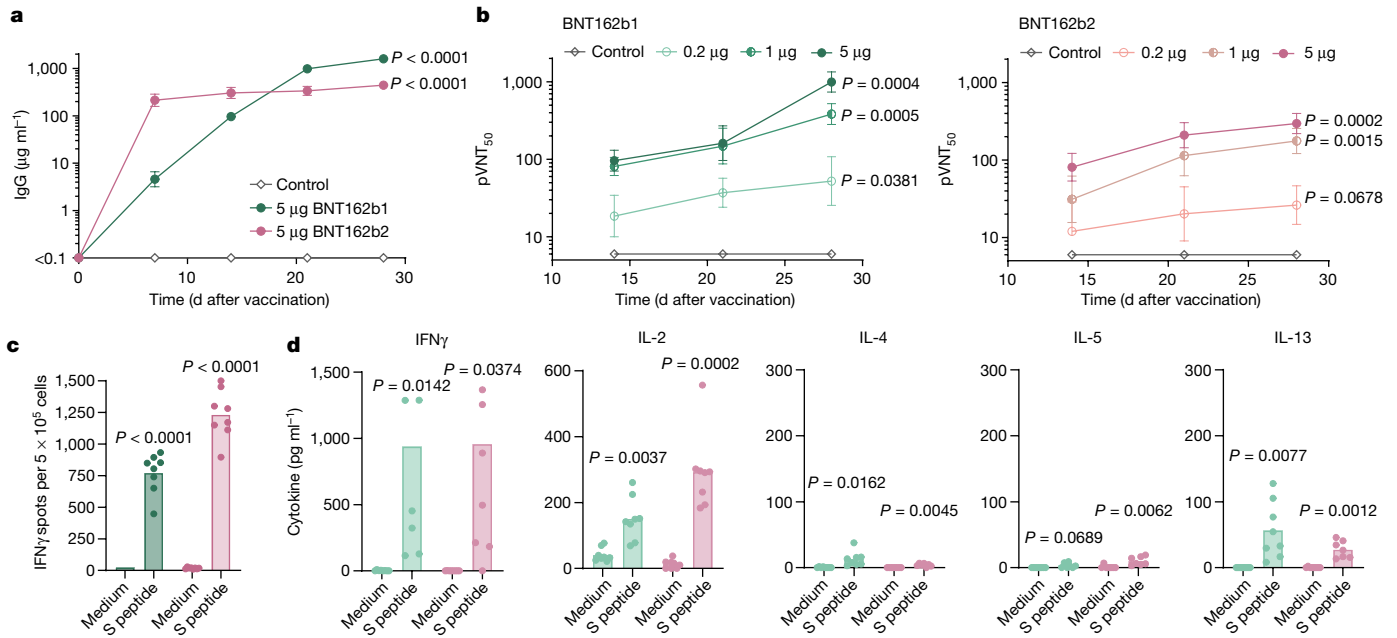 a
1,000
100
10
1
<0.1
IgG (μg ml⁻¹)
P < 0.0001
P < 0.0001
Control
5 μg BNT162b1
5 μg BNT162b2
0 10 20 30
Time (d after vaccination)
b
BNT162b1
Control 0.2 μg 1 μg 5 μg
1,000
100
10
pVNT₅₀
P = 0.0004
P = 0.0005
P = 0.0381
10 15 20 25 30
Time (d after vaccination)
BNT162b2
Control 0.2 μg 1 μg 5 μg
1,000
100
10
pVNT₅₀
P = 0.0002
P = 0.0015
P = 0.0678
10 15 20 25 30
Time (d after vaccination)
c
1,500
1,250
1,000
750
500
250
0
IFNγ spots per 5 × 10⁵ cells
P < 0.0001
P < 0.0001
Medium
S peptide
Medium
S peptide
d
IFNγ
1,500
1,000
500
0
Cytokine (pg ml⁻¹)
P = 0.0142
P = 0.0374
Medium
S peptide
Medium
S peptide
IL-2
600
400
200
0
P = 0.0037
P = 0.0002
Medium
S peptide
Medium
S peptide
IL-4
300
200
100
0
P = 0.0162
P = 0.0045
Medium
S peptide
Medium
S peptide
IL-5
300
200
100
0
P = 0.0689
P = 0.0062
Medium
S peptide
Medium
S peptide
IL-13
300
200
100
0
P = 0.0077
P = 0.0012
Medium
S peptide
Medium
S peptide